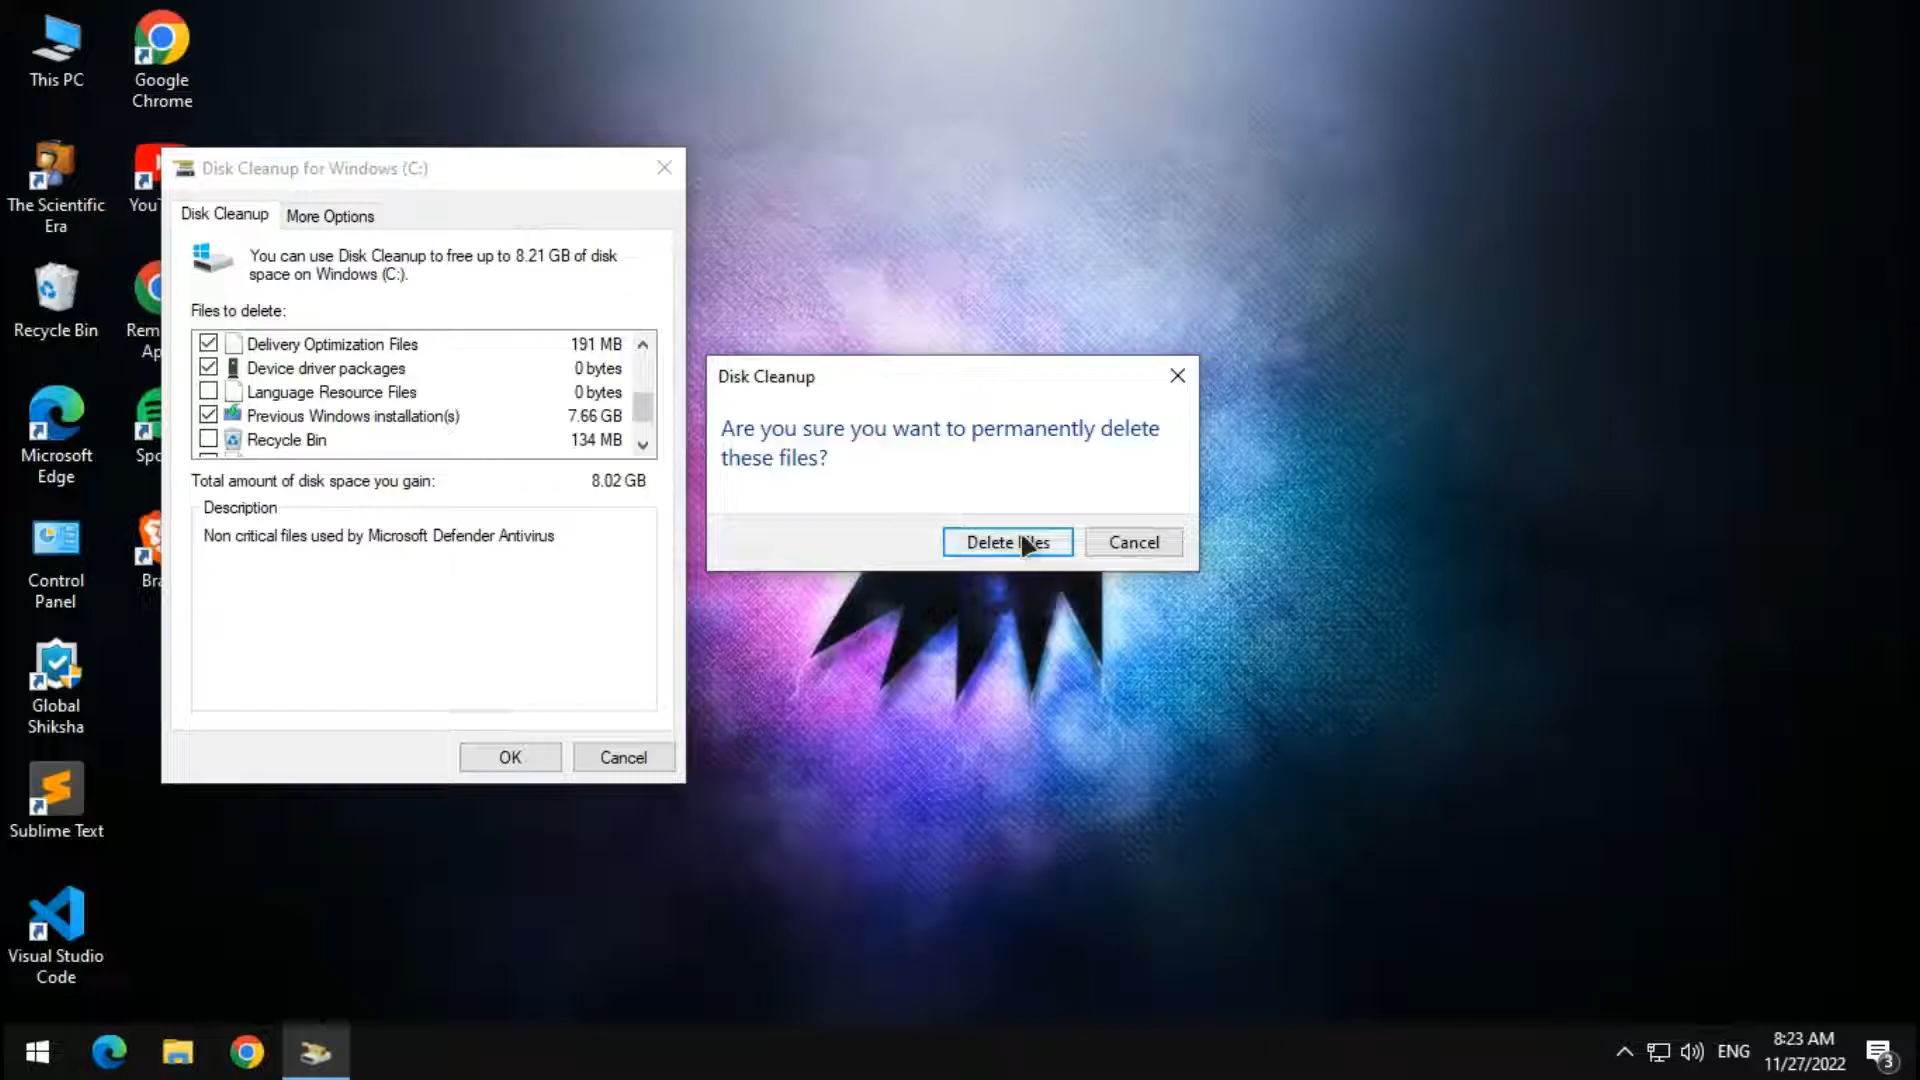 This PC
Google
Chrome
The Scientific
Era
Recycle Bin
Microsoft
Edge
Control
Panel
Global
Shiksha
Sublime Text
Visual Studio
Code
Disk Cleanup for Windows (C:)
Disk Cleanup
More Options
You can use Disk Cleanup to free up to 8.21 GB of disk
space on Windows (C:).
Files to delete:
Delivery Optimization Files 191 MB
Device driver packages 0 bytes
Language Resource Files 0 bytes
Previous Windows installation(s) 7.66 GB
Recycle Bin 134 MB
Total amount of disk space you gain: 8.02 GB
Description
Non critical files used by Microsoft Defender Antivirus
OK
Cancel
Disk Cleanup
Are you sure you want to permanently delete
these files?
Delete Files
Cancel
ENG
8:23 AM
11/27/2022
3